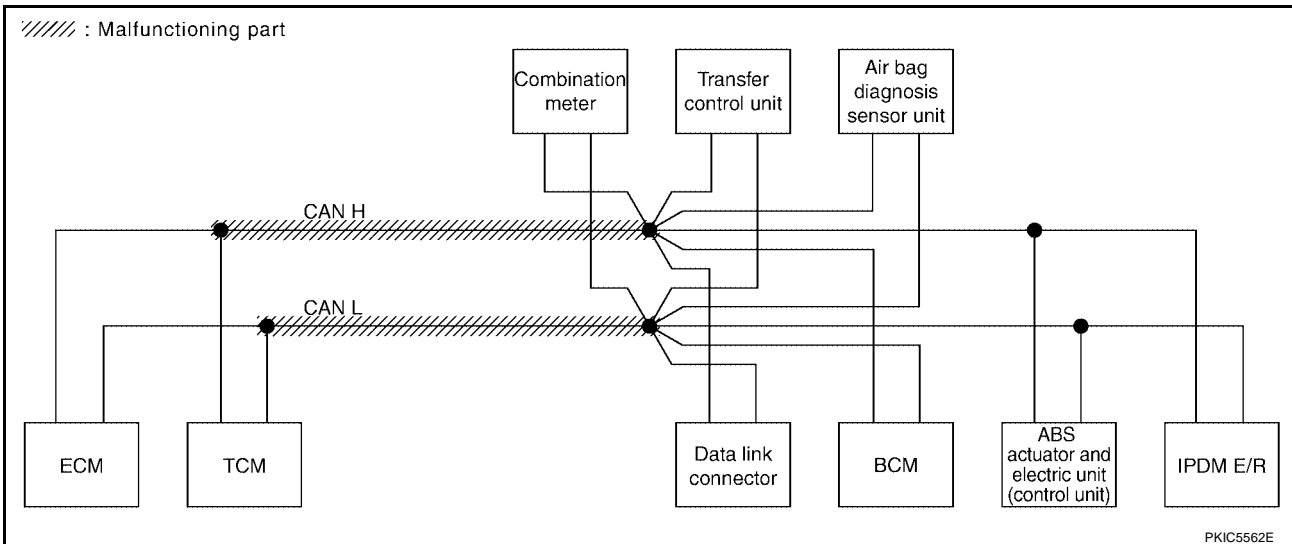 : Malfunctioning part
Combination
meter
Transfer
control unit
Air bag
diagnosis
sensor unit
CAN H
CAN L
ECM
TCM
Data link
connector
BCM
ABS
actuator and
electric unit
(control unit)
IPDM E/R
PKIC5562E